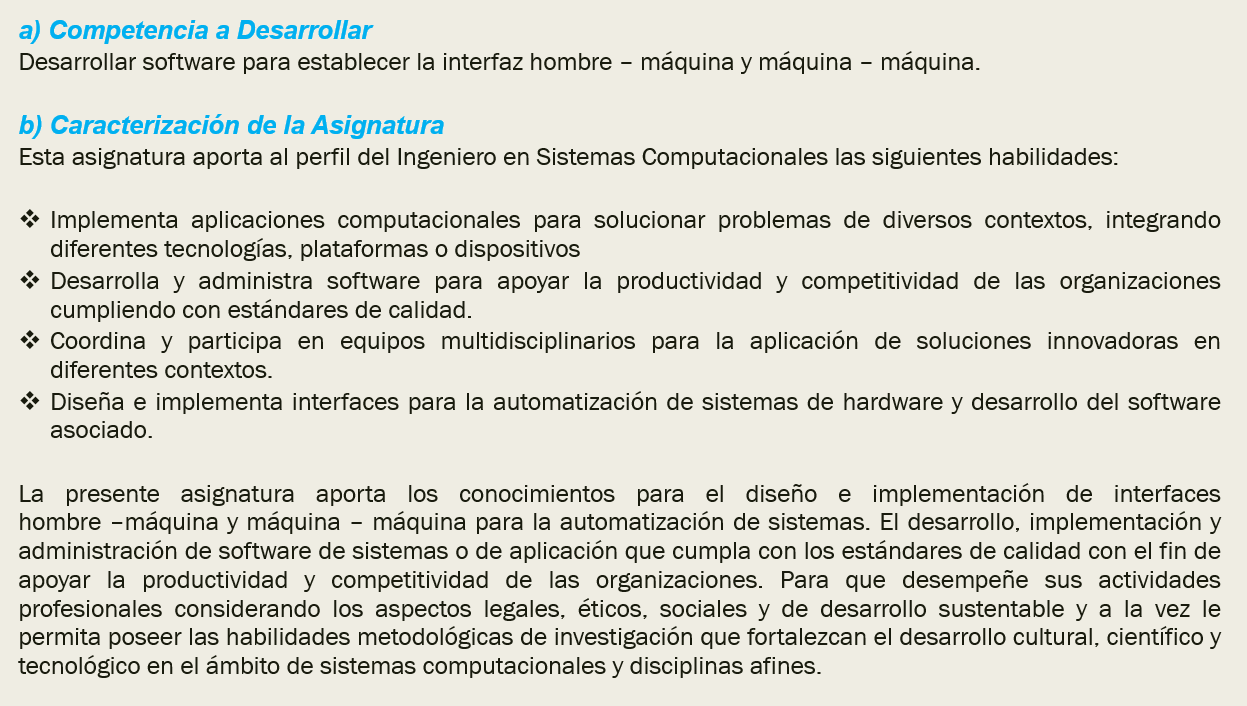 a) Competencia a Desarrollar
Desarrollar software para establecer la interfaz hombre – máquina y máquina – máquina.
b) Caracterización de la Asignatura
Esta asignatura aporta al perfil del Ingeniero en Sistemas Computacionales las siguientes habilidades:
❖ Implementa aplicaciones computacionales para solucionar problemas de diversos contextos, integrando
diferentes tecnologías, plataformas o dispositivos
❖ Desarrolla y administra software para apoyar la productividad y competitividad de las organizaciones
cumpliendo con estándares de calidad.
❖ Coordina y participa en equipos multidisciplinarios para la aplicación de soluciones innovadoras en
diferentes contextos.
❖ Diseña e implementa interfaces para la automatización de sistemas de hardware y desarrollo del software
asociado.
La presente asignatura aporta los conocimientos para el diseño e implementación de interfaces
hombre –máquina y máquina – máquina para la automatización de sistemas. El desarrollo, implementación y
administración de software de sistemas o de aplicación que cumpla con los estándares de calidad con el fin de
apoyar la productividad y competitividad de las organizaciones. Para que desempeñe sus actividades
profesionales considerando los aspectos legales, éticos, sociales y de desarrollo sustentable y a la vez le
permita poseer las habilidades metodológicas de investigación que fortalezcan el desarrollo cultural, científico y
tecnológico en el ámbito de sistemas computacionales y disciplinas afines.